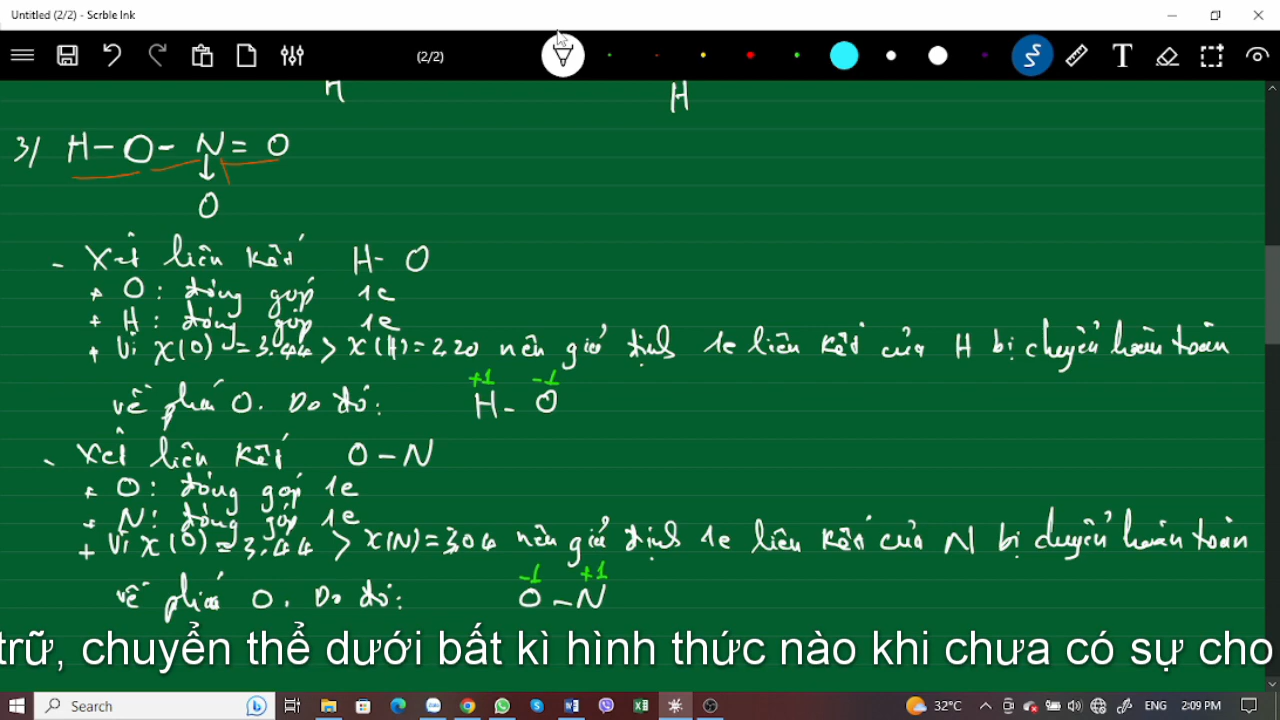 Untitled (2/2) - Scrble Ink
(2/2)
T
H H
3/ H - O - N = O
↓
O
- Xét liên kết H - O
+ O : đóng góp 1e
+ H : đóng góp 1e
+ Vì χ(O) = 3.44 > χ(H) = 2.20 nên giả định 1e liên kết của H bị chuyển hoàn toàn
+1 -1
về phía O. Do đó: H - O
- Xét liên kết O - N
+ O : đóng góp 1e
+ N : đóng góp 1e
+ Vì χ(O) = 3.44 > χ(N) = 3.04 nên giả định 1e liên kết của N bị chuyển hoàn toàn
-1 +1
về phía O. Do đó: O - N
trữ, chuyển thể dưới bất kì hình thức nào khi chưa có sự cho
Search
32°C
ENG
2:09 PM